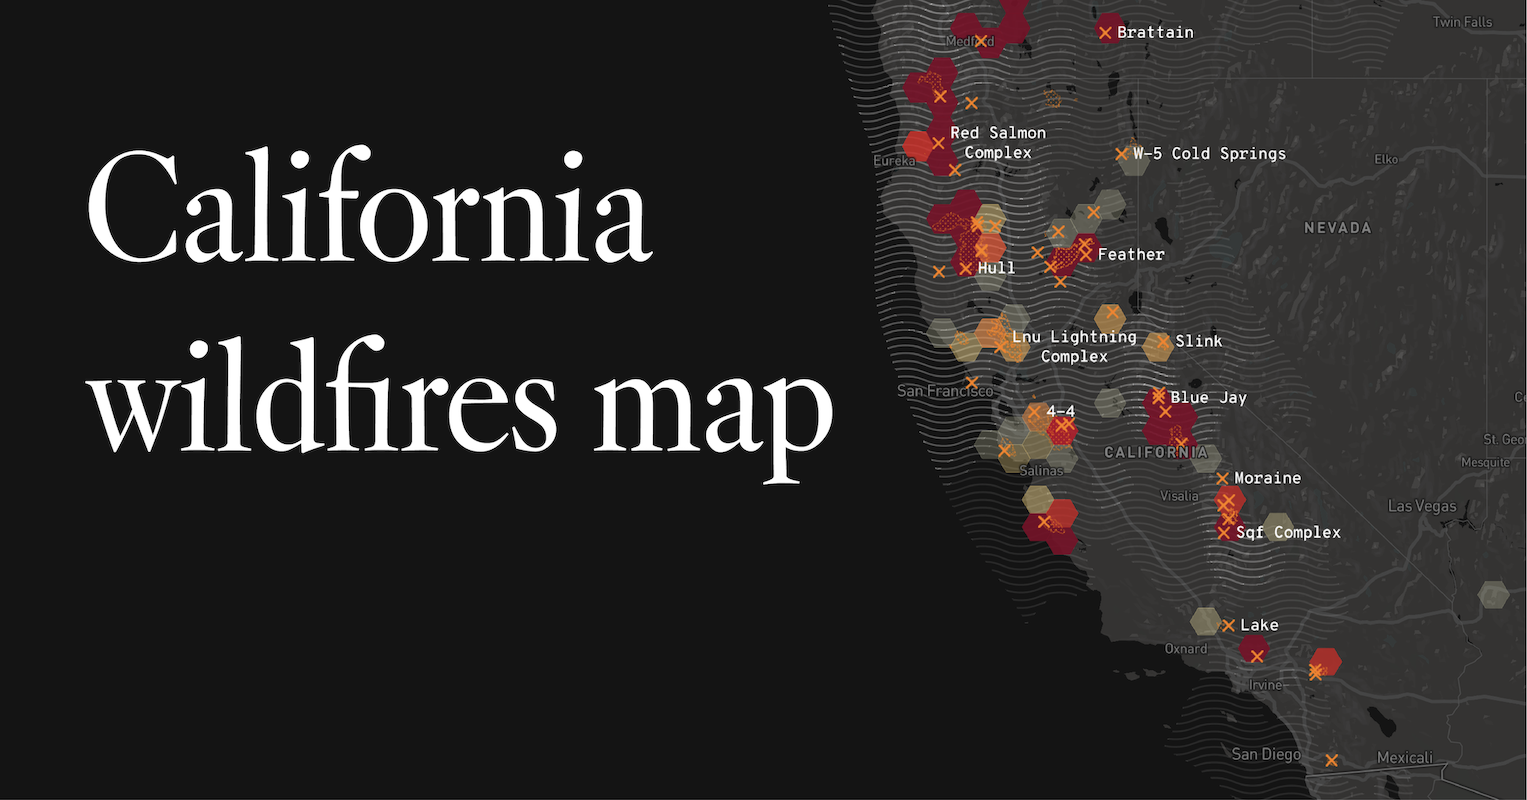 California
wildfires map
Twin Falls
Brattain
Medford
Red Salmon
Complex
Eureka
W-5 Cold Springs
Elko
NEVADA
Feather
Hull
Lnu Lightning
Complex
Slink
San Francisco
Blue Jay
4-4
CALIFORNIA
St. Geor
Mesquite
Salinas
Moraine
Visalia
Las Vegas
Sqf Complex
Lake
Oxnard
Irvine
San Diego
Mexicali